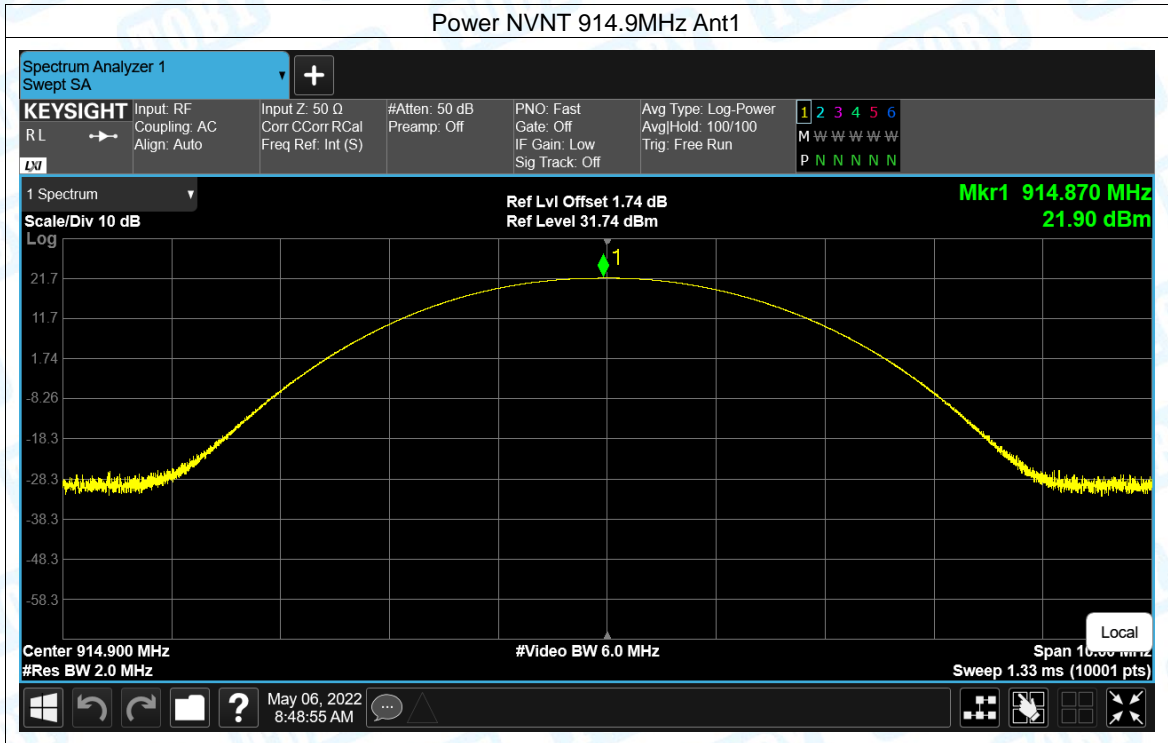 Power NVNT 914.9MHz Ant1
Spectrum Analyzer 1
Swept SA
KEYSIGHT
R L
LXI
Input: RF
Coupling: AC
Align: Auto
Input Z: 50 Ω
Corr CCorr RCal
Freq Ref: Int (S)
#Atten: 50 dB
Preamp: Off
PNO: Fast
Gate: Off
IF Gain: Low
Sig Track: Off
Avg Type: Log-Power
Avg|Hold: 100/100
Trig: Free Run
1 2 3 4 5 6
M W W W W W
P N N N N N
1 Spectrum
Scale/Div 10 dB
Ref Lvl Offset 1.74 dB
Ref Level 31.74 dBm
Mkr1 914.870 MHz
21.90 dBm
Log
1
21.7
11.7
1.74
-8.26
-18.3
-28.3
-38.3
-48.3
-58.3
Local
Center 914.900 MHz
#Video BW 6.0 MHz
Span 10.00 MHz
#Res BW 2.0 MHz
Sweep 1.33 ms (10001 pts)
?
May 06, 2022
8:48:55 AM